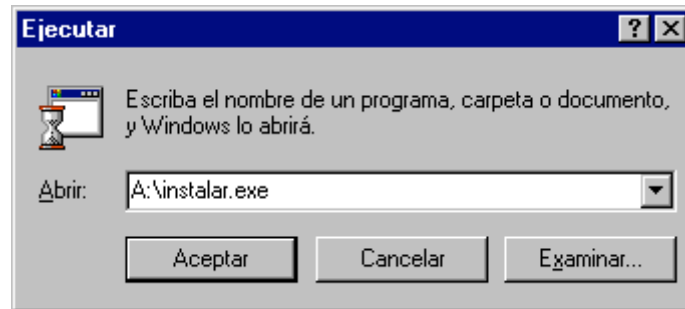 Ejecutar
Escriba el nombre de un programa, carpeta o documento,
y Windows lo abrirá.
Abrir: A:\instalar.exe
Aceptar Cancelar Examinar...